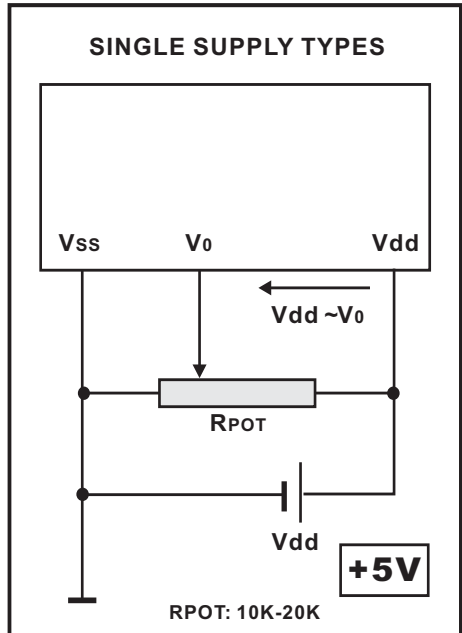 SINGLE SUPPLY TYPES
Vss V0 Vdd
Vdd ~V0
RPOT
Vdd
+5V
RPOT: 10K-20K